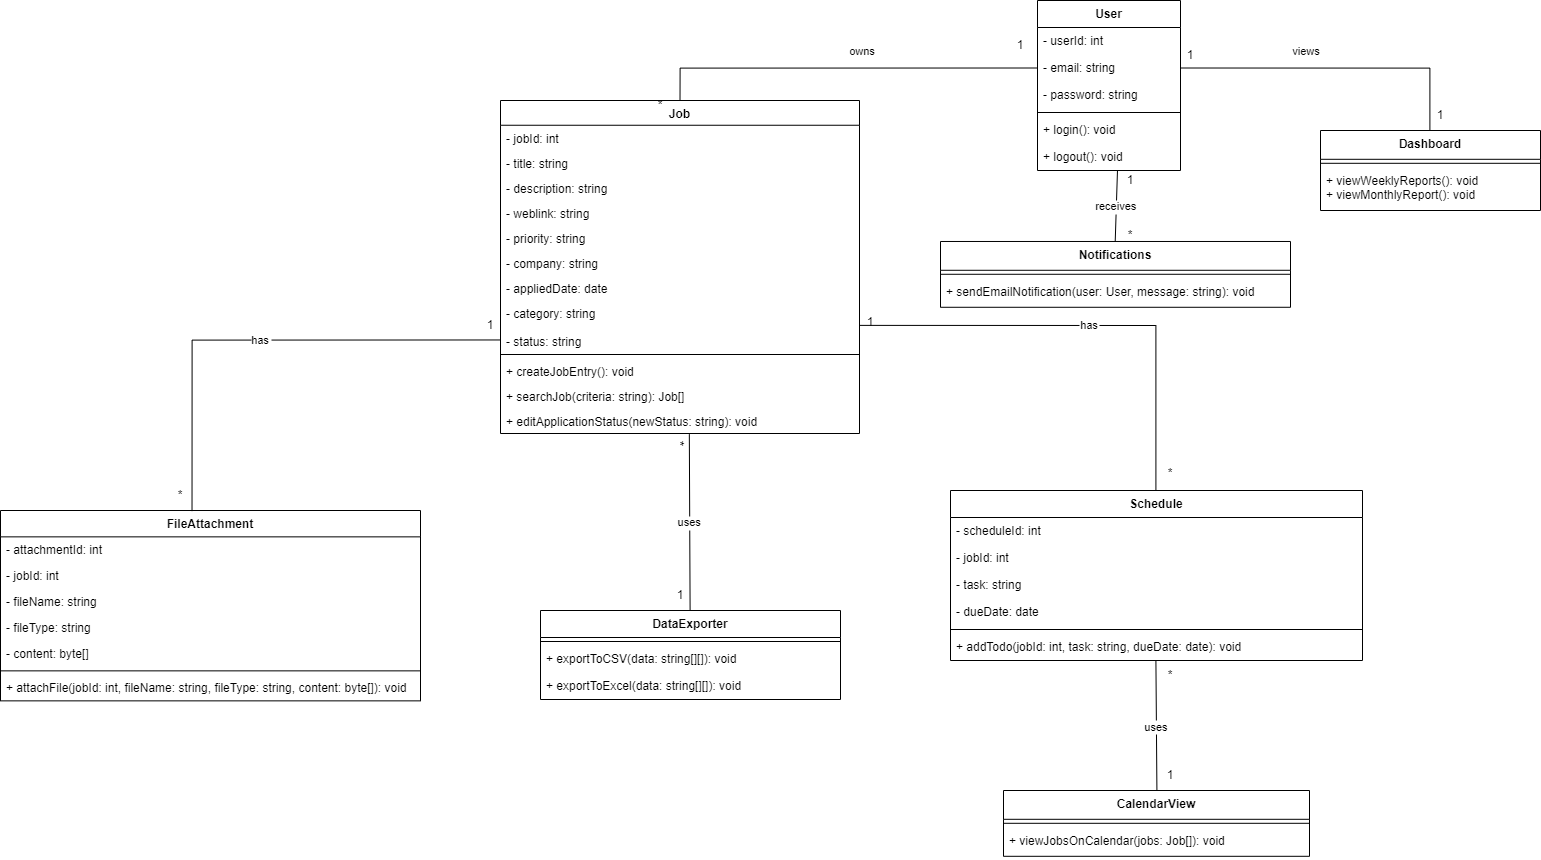 User
- userId: int
- email: string
- password: string
+ login(): void
+ logout(): void
1
owns
*
1
views
1
Job
- jobId: int
- title: string
- description: string
- weblink: string
- priority: string
- company: string
- appliedDate: date
- category: string
- status: string
+ createJobEntry(): void
+ searchJob(criteria: string): Job[]
+ editApplicationStatus(newStatus: string): void
Dashboard
+ viewWeeklyReports(): void
+ viewMonthlyReport(): void
1
receives
*
Notifications
+ sendEmailNotification(user: User, message: string): void
1
has
*
1
has
*
FileAttachment
- attachmentId: int
- jobId: int
- fileName: string
- fileType: string
- content: byte[]
+ attachFile(jobId: int, fileName: string, fileType: string, content: byte[]): void
*
uses
1
DataExporter
+ exportToCSV(data: string[][]): void
+ exportToExcel(data: string[][]): void
Schedule
- scheduleId: int
- jobId: int
- task: string
- dueDate: date
+ addTodo(jobId: int, task: string, dueDate: date): void
*
uses
1
CalendarView
+ viewJobsOnCalendar(jobs: Job[]): void